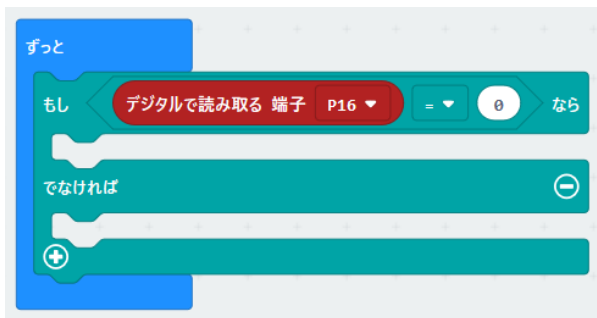 ずっと
もし デジタルで読み取る 端子 P16 = 0 なら
でなければ